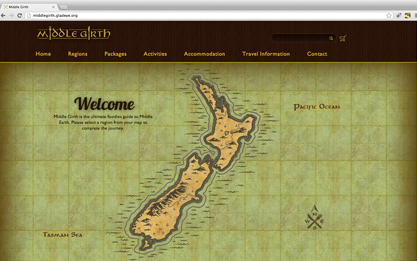 Middle Girth
middlegirth.gladeye.org
MIDDLE GIRTH
Home Regions Packages Activities Accommodation Travel Information Contact
Welcome
Middle Girth is the ultimate foodies guide to Middle
Earth. Please select a region from your map to
complete the journey.
Pacific Ocean
Tasman Sea